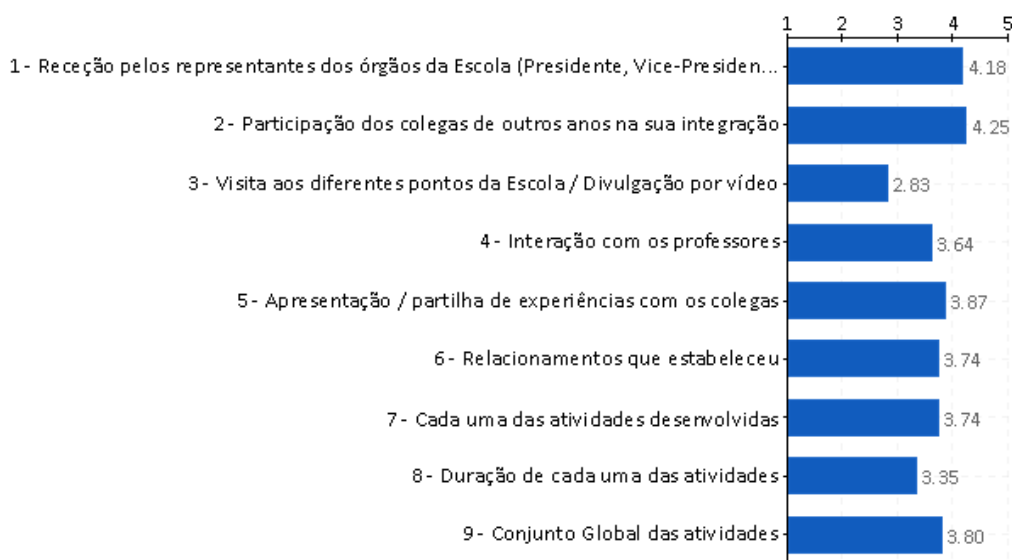 1 2 3 4 5
1- Receção pelos representantes dos órgãos da Escola (Presidente, Vice-Presiden... 4.18
2- Participação dos colegas de outros anos na sua integração 4.25
3- Visita aos diferentes pontos da Escola / Divulgação por vídeo 2.83
4- Interação com os professores 3.64
5- Apresentação / partilha de experiências com os colegas 3.87
6- Relacionamentos que estabeleceu 3.74
7- Cada uma das atividades desenvolvidas 3.74
8- Duração de cada uma das atividades 3.35
9- Conjunto Global das atividades 3.80